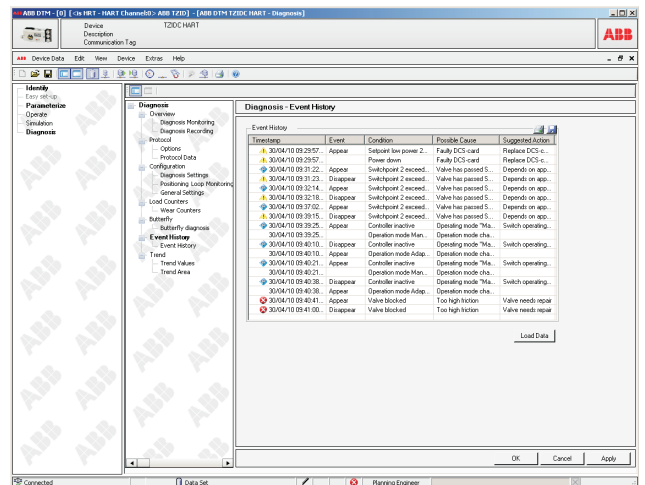 ABB DTM - [0] [<is HRT - HART Channel:0> ABB TZID] - [ABB DTM TZIDC HART - Diagnosis]
Device TZIDC HART
Description
Communication Tag
ABB
ABB Device Data Edit View Device Extras Help
Identify
Easy set-up
Parameterize
Operate
Simulation
Diagnosis
Diagnosis
Overview
Diagnosis Monitoring
Diagnosis Recording
Protocol
Options
Protocol Data
Configuration
Diagnosis Settings
Positioning Loop Monitoring
General Settings
Load Counters
Wear Counters
Butterfly
Butterfly diagnosis
Event History
Event History
Trend
Trend Values
Trend Area
Diagnosis - Event History
Event History
Timestamp Event Condition Possible Cause Suggested Action
30/04/10 09:29:57... Appear Setpoint low power 2... Faulty DCS-card Replace DCS-c...
30/04/10 09:29:57... Power down Faulty DCS-card Replace DCS-c...
30/04/10 09:31:22... Appear Switchpoint 2 exceed... Valve has passed S... Depends on app...
30/04/10 09:31:23... Disappear Switchpoint 2 exceed... Valve has passed S... Depends on app...
30/04/10 09:32:14... Appear Switchpoint 2 exceed... Valve has passed S... Depends on app...
30/04/10 09:32:18... Disappear Switchpoint 2 exceed... Valve has passed S... Depends on app...
30/04/10 09:37:02... Appear Switchpoint 2 exceed... Valve has passed S... Depends on app...
30/04/10 09:39:15... Disappear Switchpoint 2 exceed... Valve has passed S... Depends on app...
30/04/10 09:39:25... Appear Controller inactive Operating mode "Ma... Switch operating...
30/04/10 09:39:25... Operation mode Man... Operation mode cha...
30/04/10 09:40:10... Disappear Controller inactive Operating mode "Ma... Switch operating...
30/04/10 09:40:10... Appear Operation mode Adap... Operation mode cha...
30/04/10 09:40:21... Appear Controller inactive Operating mode "Ma... Switch operating...
30/04/10 09:40:21... Operation mode Man... Operation mode cha...
30/04/10 09:40:38... Disappear Controller inactive Operating mode "Ma... Switch operating...
30/04/10 09:40:38... Appear Operation mode Adap... Operation mode cha...
30/04/10 09:40:41... Appear Valve blocked Too high friction Valve needs repair
30/04/10 09:41:00... Disappear Valve blocked Too high friction Valve needs repair
Load Data
OK Cancel Apply
Connected Data Set Planning Engineer